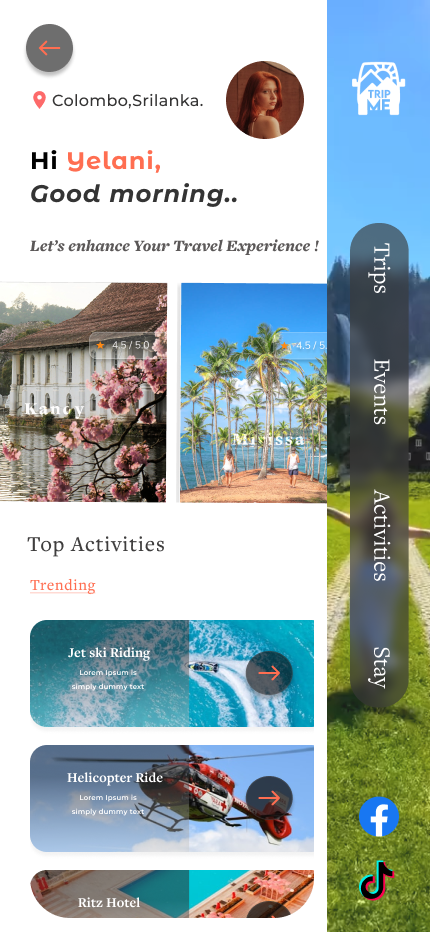 Colombo,Srilanka.
Hi Yelani,
Good morning..
Let's enhance Your Travel Experience !
4.5 / 5.0
Kandy
4.5 / 5.
Mirissa
Top Activities
Trending
Jet ski Riding
Lorem Ipsum is
simply dummy text
Helicopter Ride
Lorem Ipsum is
simply dummy text
Ritz Hotel
TRIP
ME
Trips
Events
Activities
Stay